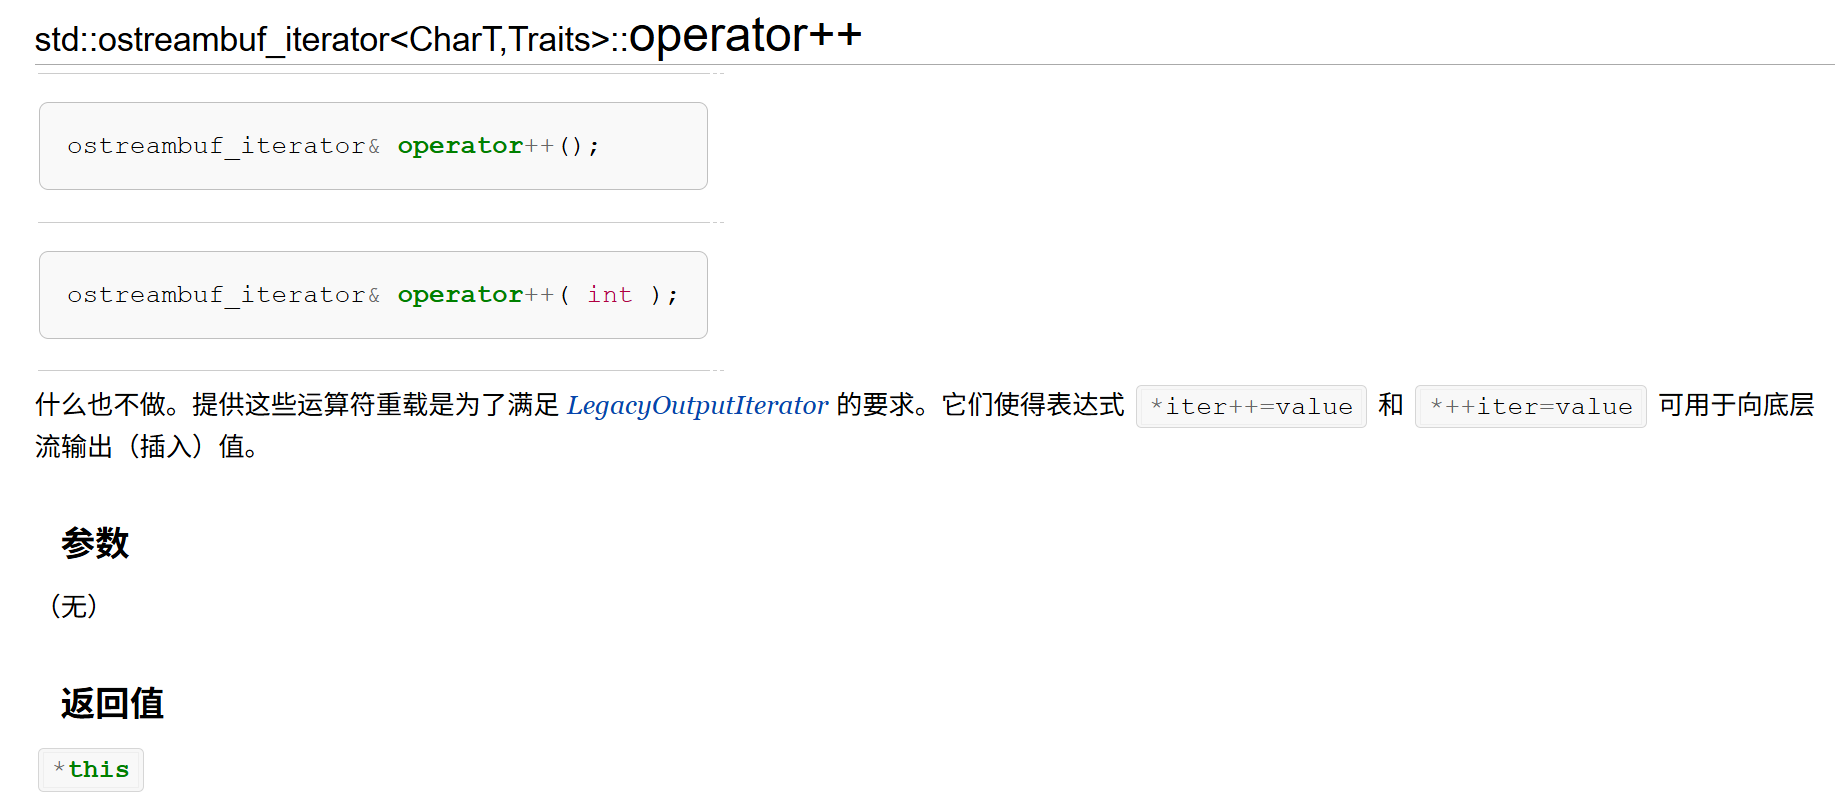 std::ostreambuf_iterator<CharT,Traits>::operator++
ostreambuf_iterator& operator++();
ostreambuf_iterator& operator++( int );
什么也不做。提供这些运算符重载是为了满足 LegacyOutputIterator 的要求。它们使得表达式 *iter++=value 和 *++iter=value 可用于向底层
流输出（插入）值。
参数
（无）
返回值
*this